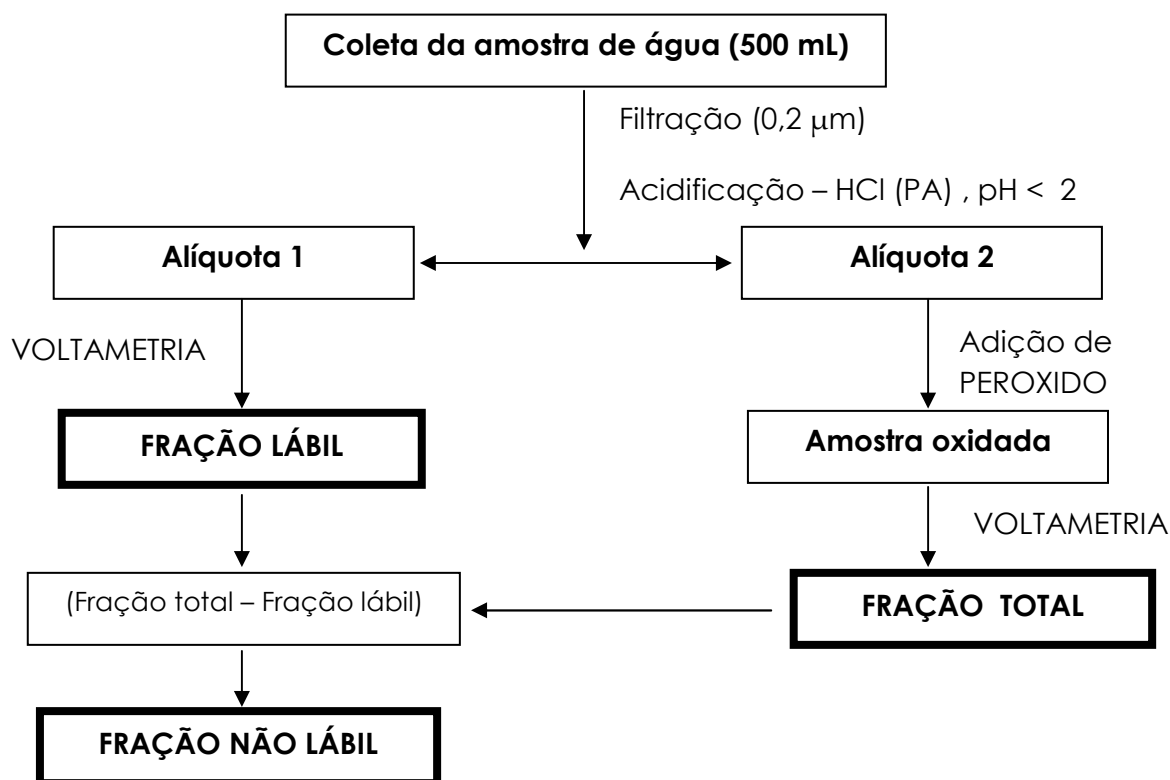 Coleta da amostra de água (500 mL)
Filtração (0,2 μm)
Acidificação – HCl (PA) , pH < 2
Alíquota 1
Alíquota 2
VOLTAMETRIA
Adição de
PEROXIDO
FRAÇÃO LÁBIL
Amostra oxidada
VOLTAMETRIA
(Fração total – Fração lábil)
FRAÇÃO TOTAL
FRAÇÃO NÃO LÁBIL